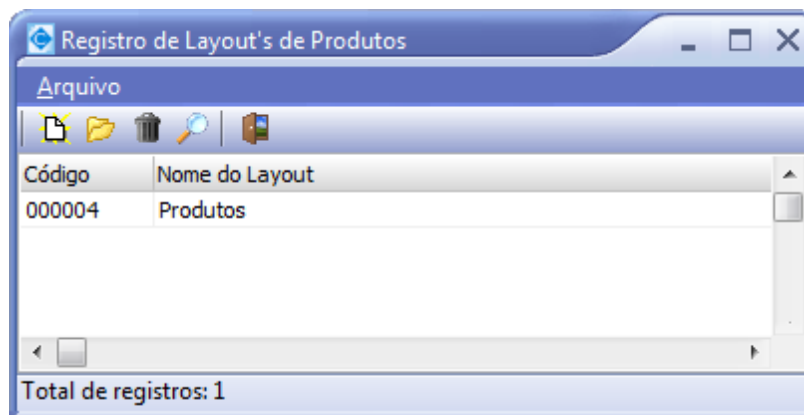 Registro de Layout's de Produtos
Arquivo
Código Nome do Layout
000004 Produtos
Total de registros: 1